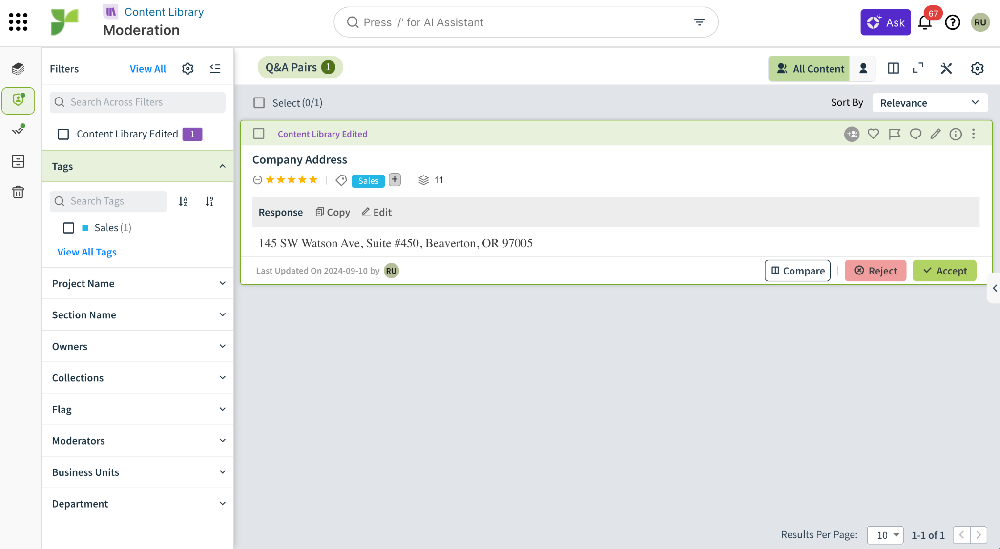 Content Library
Moderation
Press '/' for AI Assistant
Ask
67
RU
Filters
View All
Search Across Filters
Content Library Edited 1
Tags
Search Tags
Sales (1)
View All Tags
Project Name
Section Name
Owners
Collections
Flag
Moderators
Business Units
Department
Q&A Pairs 1
All Content
Select (0/1)
Sort By
Relevance
Content Library Edited
Company Address
Sales + 11
Response Copy Edit
145 SW Watson Ave, Suite #450, Beaverton, OR 97005
Last Updated On 2024-09-10 by RU
Compare
Reject
Accept
Results Per Page: 10 1-1 of 1